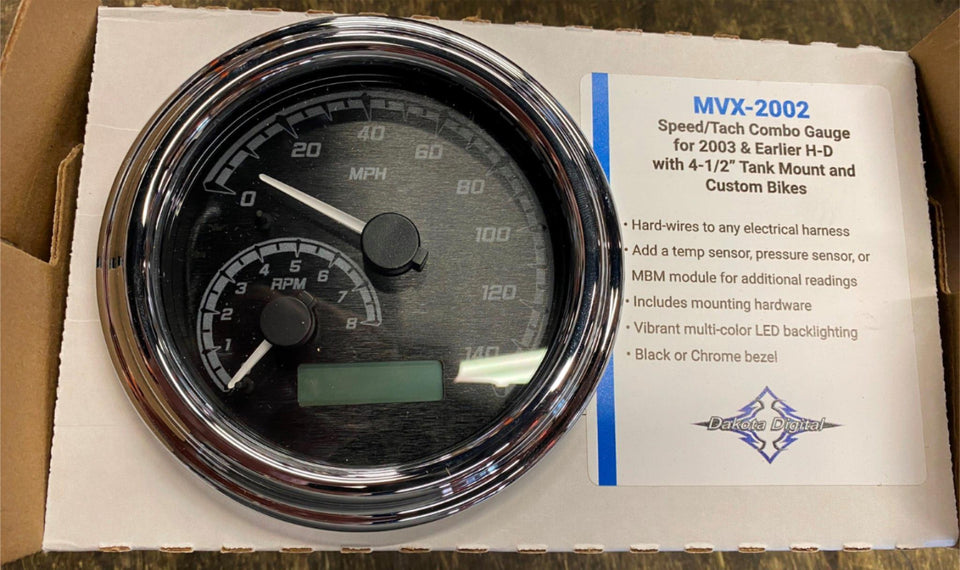 MVX-2002
Speed/Tach Combo Gauge
for 2003 & Earlier H-D
with 4-1/2" Tank Mount and
Custom Bikes
• Hard-wires to any electrical harness
• Add a temp sensor, pressure sensor, or
MBM module for additional readings
• Includes mounting hardware
• Vibrant multi-color LED backlighting
• Black or Chrome bezel
Dakota Digital
0
20
40
60
80
100
120
140
MPH
1
2
3
4
5
6
7
8
RPM